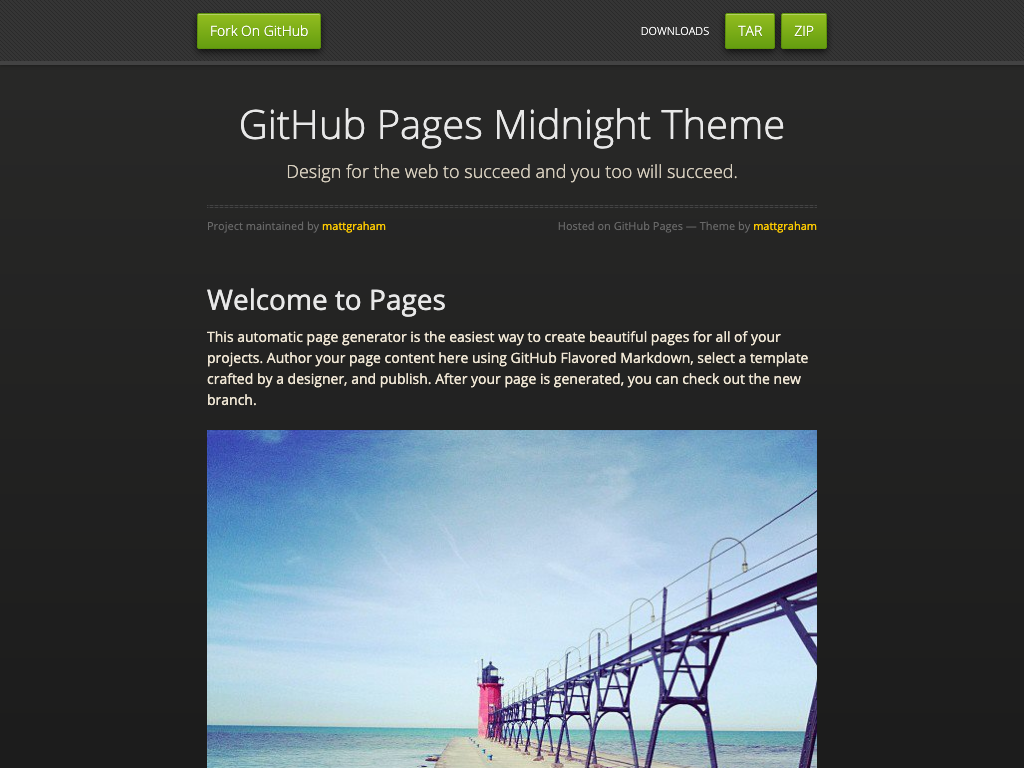 Fork On GitHub
DOWNLOADS TAR ZIP
GitHub Pages Midnight Theme
Design for the web to succeed and you too will succeed.
Project maintained by mattgraham
Hosted on GitHub Pages — Theme by mattgraham
Welcome to Pages
This automatic page generator is the easiest way to create beautiful pages for all of your
projects. Author your page content here using GitHub Flavored Markdown, select a template
crafted by a designer, and publish. After your page is generated, you can check out the new
branch.